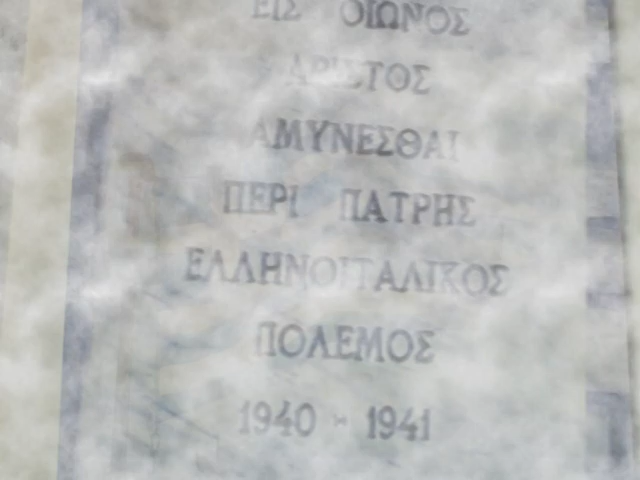 ΕΙΣ ΟΙΩΝΟΣ
ΑΡΙΣΤΟΣ
ΑΜΥΝΕΣΘΑΙ
ΠΕΡΙ ΠΑΤΡΗΣ
ΕΛΛΗΝΟΙΤΑΛΙΚΟΣ
ΠΟΛΕΜΟΣ
1940 - 1941